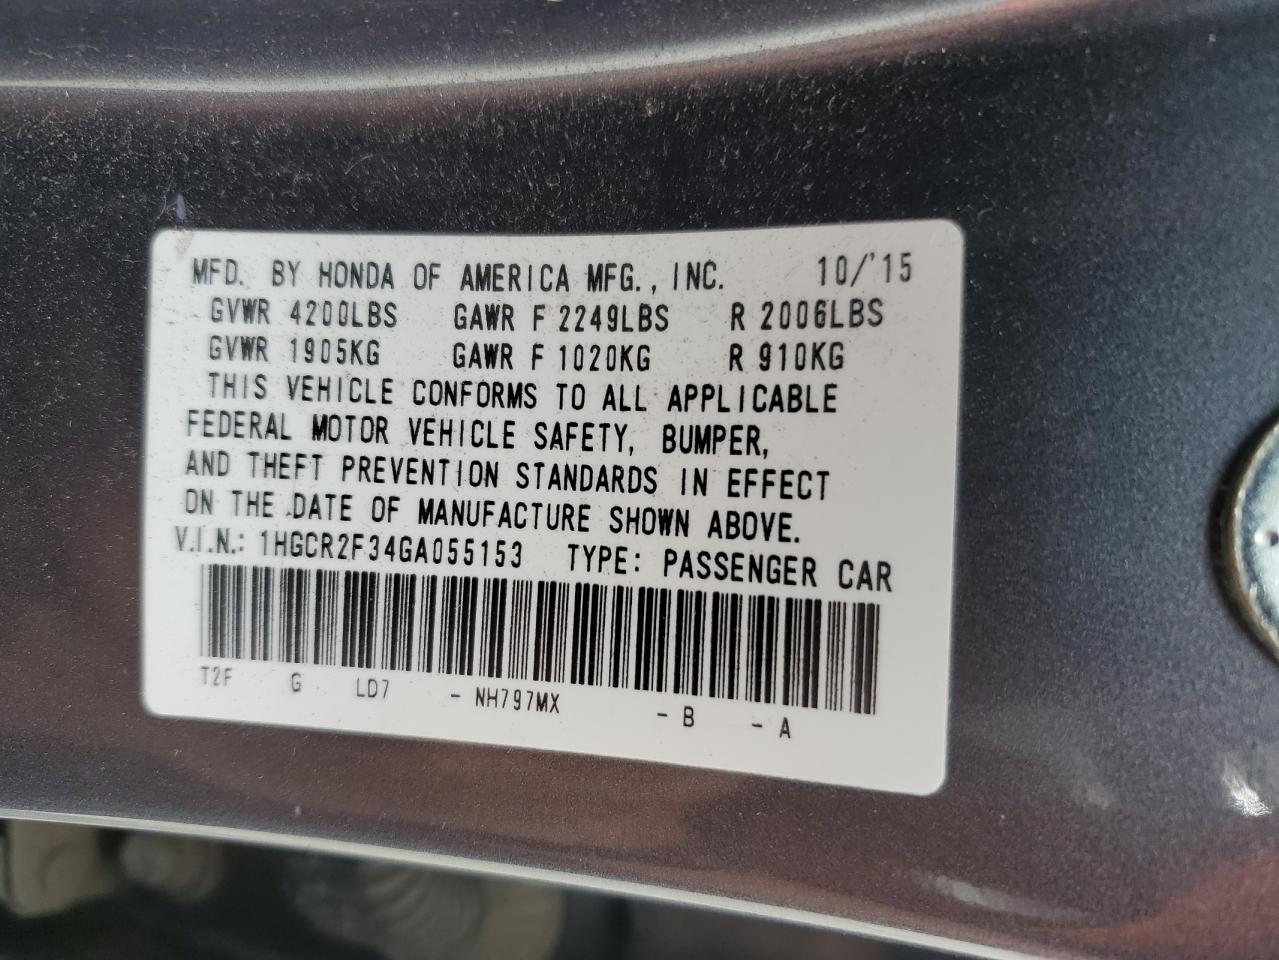 MFD. BY HONDA OF AMERICA MFG., INC. 10/'15
GVWR 4200LBS GAWR F 2249LBS R 2006LBS
GVWR 1905KG GAWR F 1020KG R 910KG
THIS VEHICLE CONFORMS TO ALL APPLICABLE
FEDERAL MOTOR VEHICLE SAFETY, BUMPER,
AND THEFT PREVENTION STANDARDS IN EFFECT
ON THE DATE OF MANUFACTURE SHOWN ABOVE.
V.I.N.: 1HGCR2F34GA055153 TYPE: PASSENGER CAR
T2F G LD7 - NH797MX - B - A